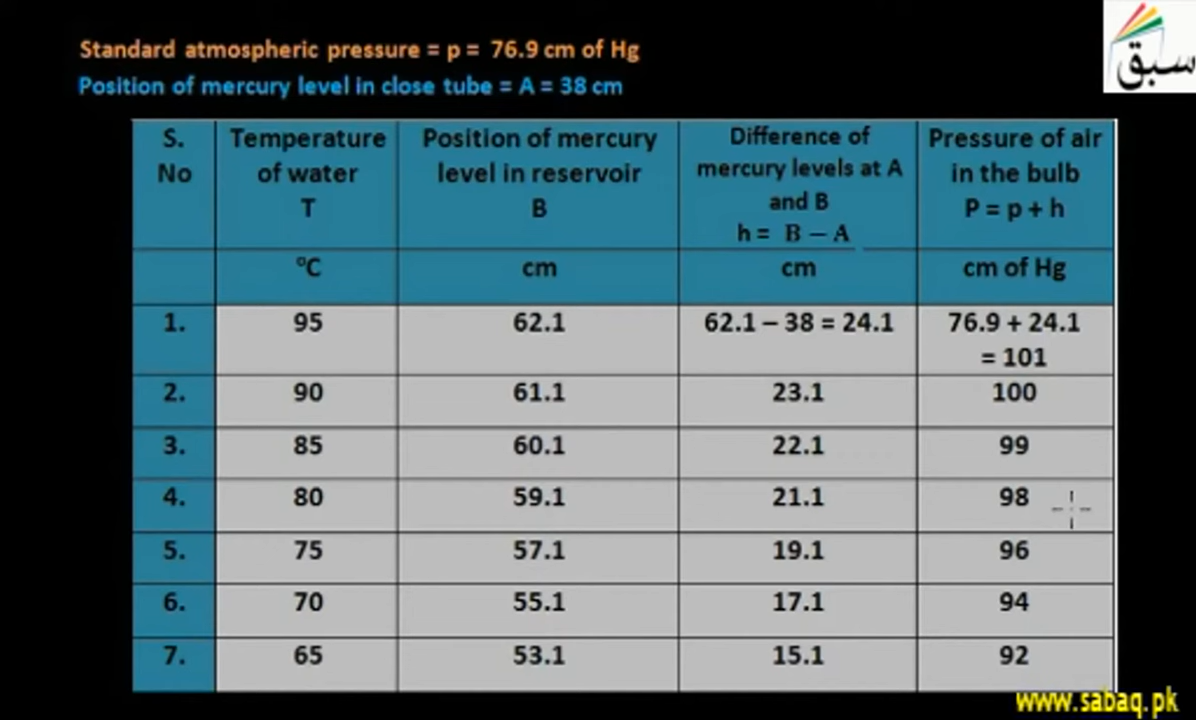 سبق
Standard atmospheric pressure = p = 76.9 cm of Hg
Position of mercury level in close tube = A = 38 cm
S. No Temperature of water T Position of mercury level in reservoir B Difference of mercury levels at A and B h = B – A Pressure of air in the bulb P = p + h
°C cm cm cm of Hg
1. 95 62.1 62.1 – 38 = 24.1 76.9 + 24.1 = 101
2. 90 61.1 23.1 100
3. 85 60.1 22.1 99
4. 80 59.1 21.1 98
5. 75 57.1 19.1 96
6. 70 55.1 17.1 94
7. 65 53.1 15.1 92
www.sabaq.pk